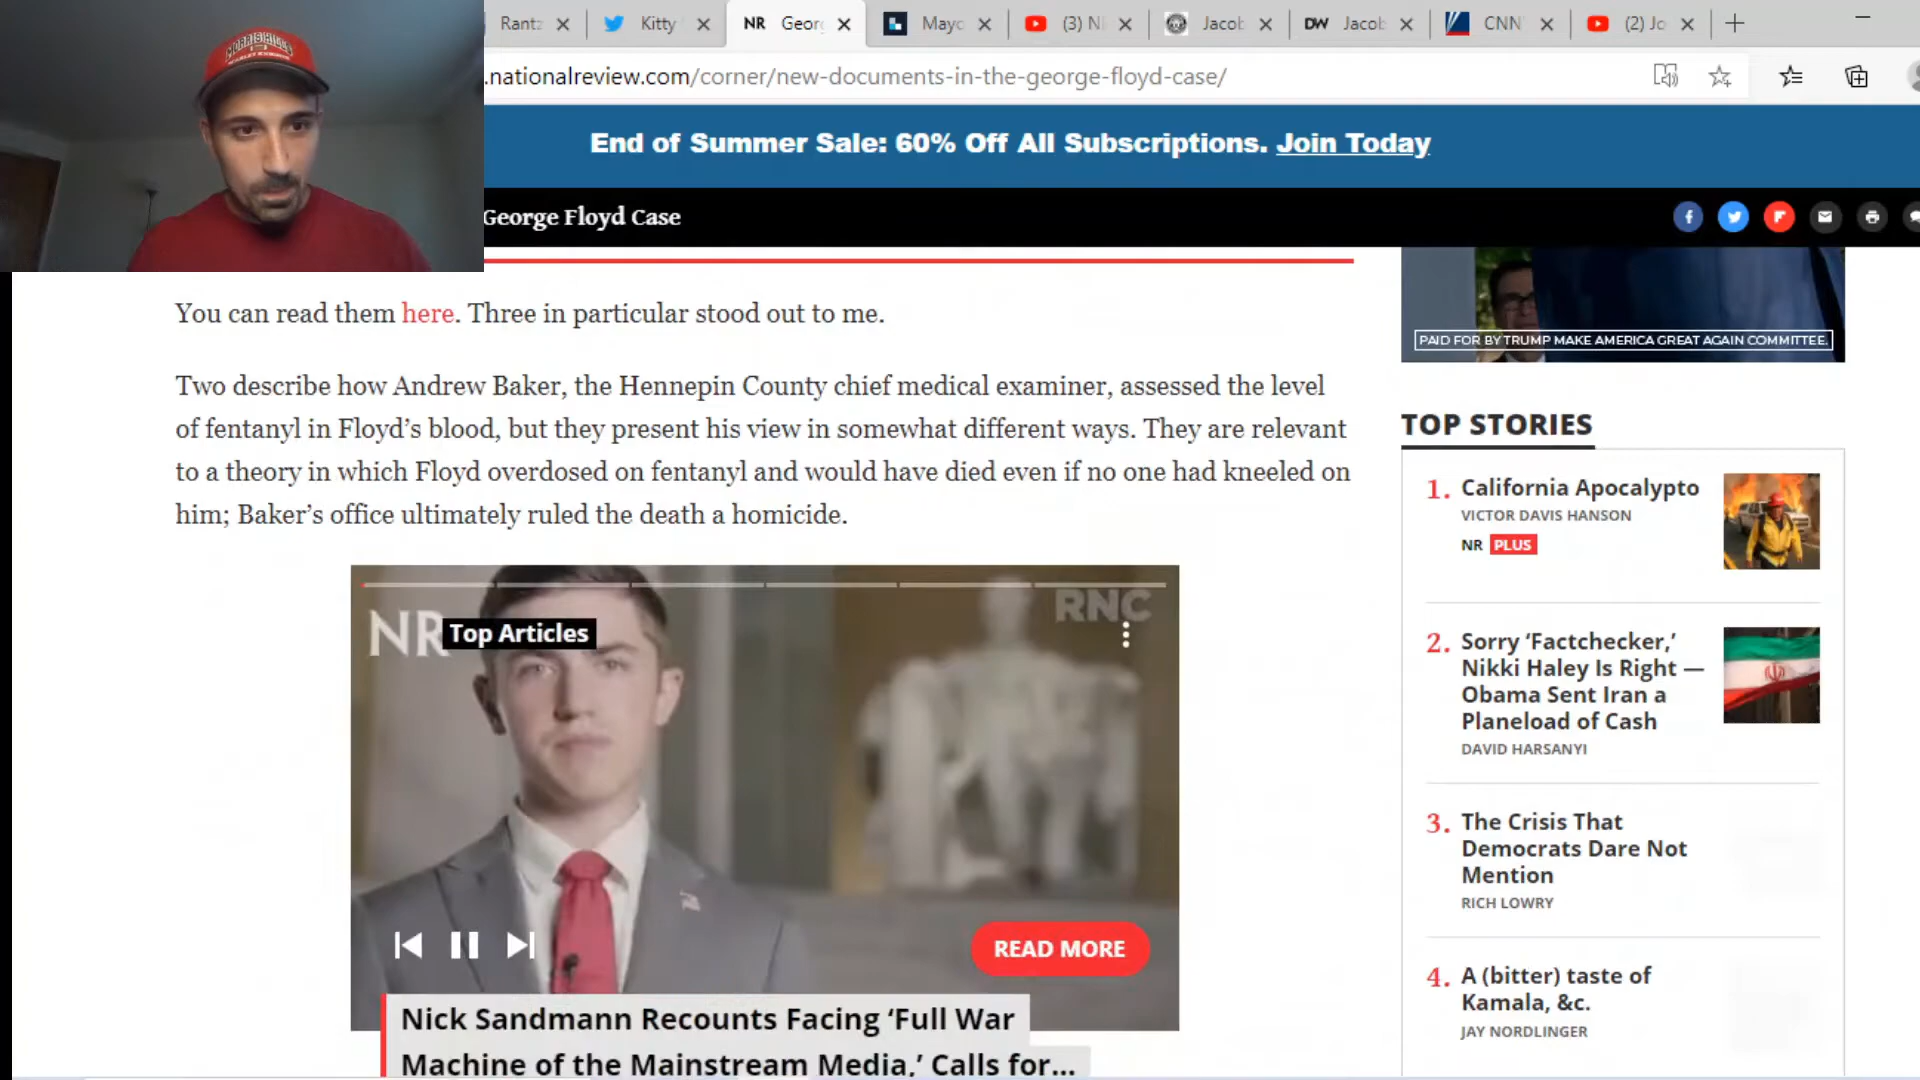 MORRIS HILLS
Rantz
Kitty
NR Geor
Mayo
(3) N
Jacob
DW Jacob
CNN
(2) Jo
.nationalreview.com/corner/new-documents-in-the-george-floyd-case/
End of Summer Sale: 60% Off All Subscriptions. Join Today
George Floyd Case
You can read them here. Three in particular stood out to me.
Two describe how Andrew Baker, the Hennepin County chief medical examiner, assessed the level
of fentanyl in Floyd’s blood, but they present his view in somewhat different ways. They are relevant
to a theory in which Floyd overdosed on fentanyl and would have died even if no one had kneeled on
him; Baker’s office ultimately ruled the death a homicide.
NR Top Articles
RNC
READ MORE
Nick Sandmann Recounts Facing ‘Full War
Machine of the Mainstream Media,’ Calls for...
PAID FOR BY TRUMP MAKE AMERICA GREAT AGAIN COMMITTEE.
TOP STORIES
1. California Apocalypto
VICTOR DAVIS HANSON
NR PLUS
2. Sorry ‘Factchecker,’
Nikki Haley Is Right —
Obama Sent Iran a
Planeload of Cash
DAVID HARSANYI
3. The Crisis That
Democrats Dare Not
Mention
RICH LOWRY
4. A (bitter) taste of
Kamala, &c.
JAY NORDLINGER